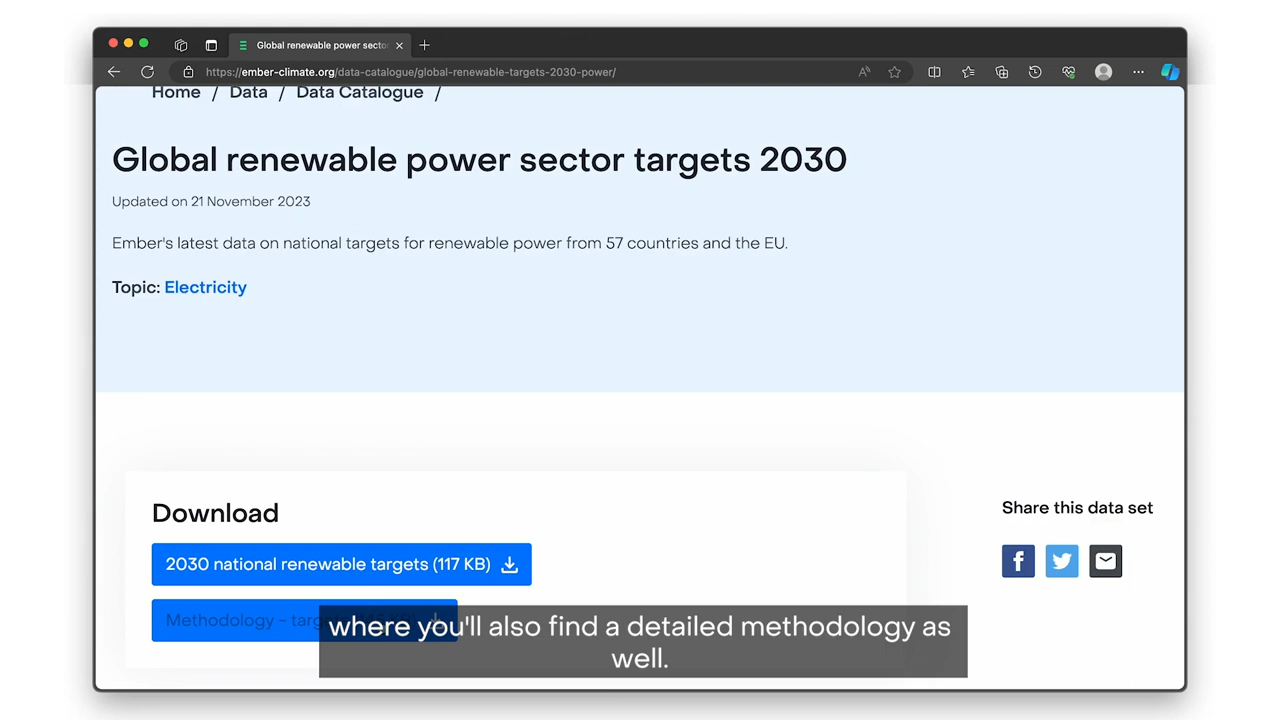 Global renewable power secto
https://ember-climate.org/data-catalogue/global-renewable-targets-2030-power/
Home / Data / Data Catalogue /
Global renewable power sector targets 2030
Updated on 21 November 2023
Ember's latest data on national targets for renewable power from 57 countries and the EU.
Topic: Electricity
Download
2030 national renewable targets (117 KB)
Methodology -
Share this data set
where you'll also find a detailed methodology as
well.